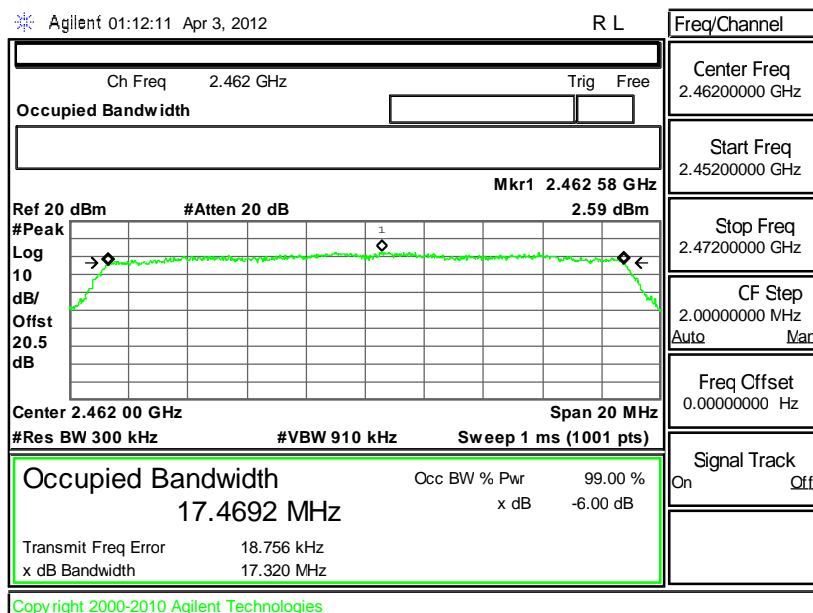 Agilent 01:12:11 Apr 3, 2012 R L
Freq/Channel
Ch Freq 2.462 GHz Trig Free
Occupied Bandwidth
Center Freq
2.46200000 GHz
Start Freq
2.45200000 GHz
Stop Freq
2.47200000 GHz
CF Step
2.00000000 MHz
Auto Man
Freq Offset
0.00000000 Hz
Signal Track
On Off
Mkr1 2.462 58 GHz
Ref 20 dBm #Atten 20 dB 2.59 dBm
#Peak
Log
10
dB/
Offst
20.5
dB
1
Center 2.462 00 GHz Span 20 MHz
#Res BW 300 kHz #VBW 910 kHz Sweep 1 ms (1001 pts)
Occupied Bandwidth Occ BW % Pwr 99.00 %
17.4692 MHz x dB -6.00 dB
Transmit Freq Error 18.756 kHz
x dB Bandwidth 17.320 MHz
Copyright 2000-2010 Agilent Technologies